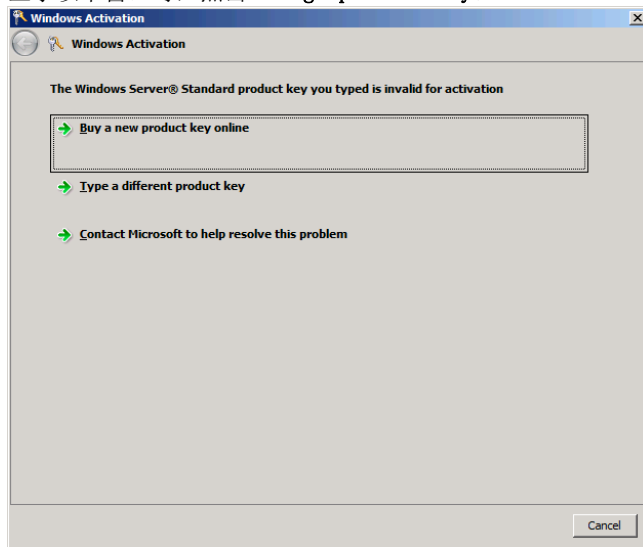 Windows Activation
Windows Activation
The Windows Server® Standard product key you typed is invalid for activation
Buy a new product key online
Type a different product key
Contact Microsoft to help resolve this problem
Cancel